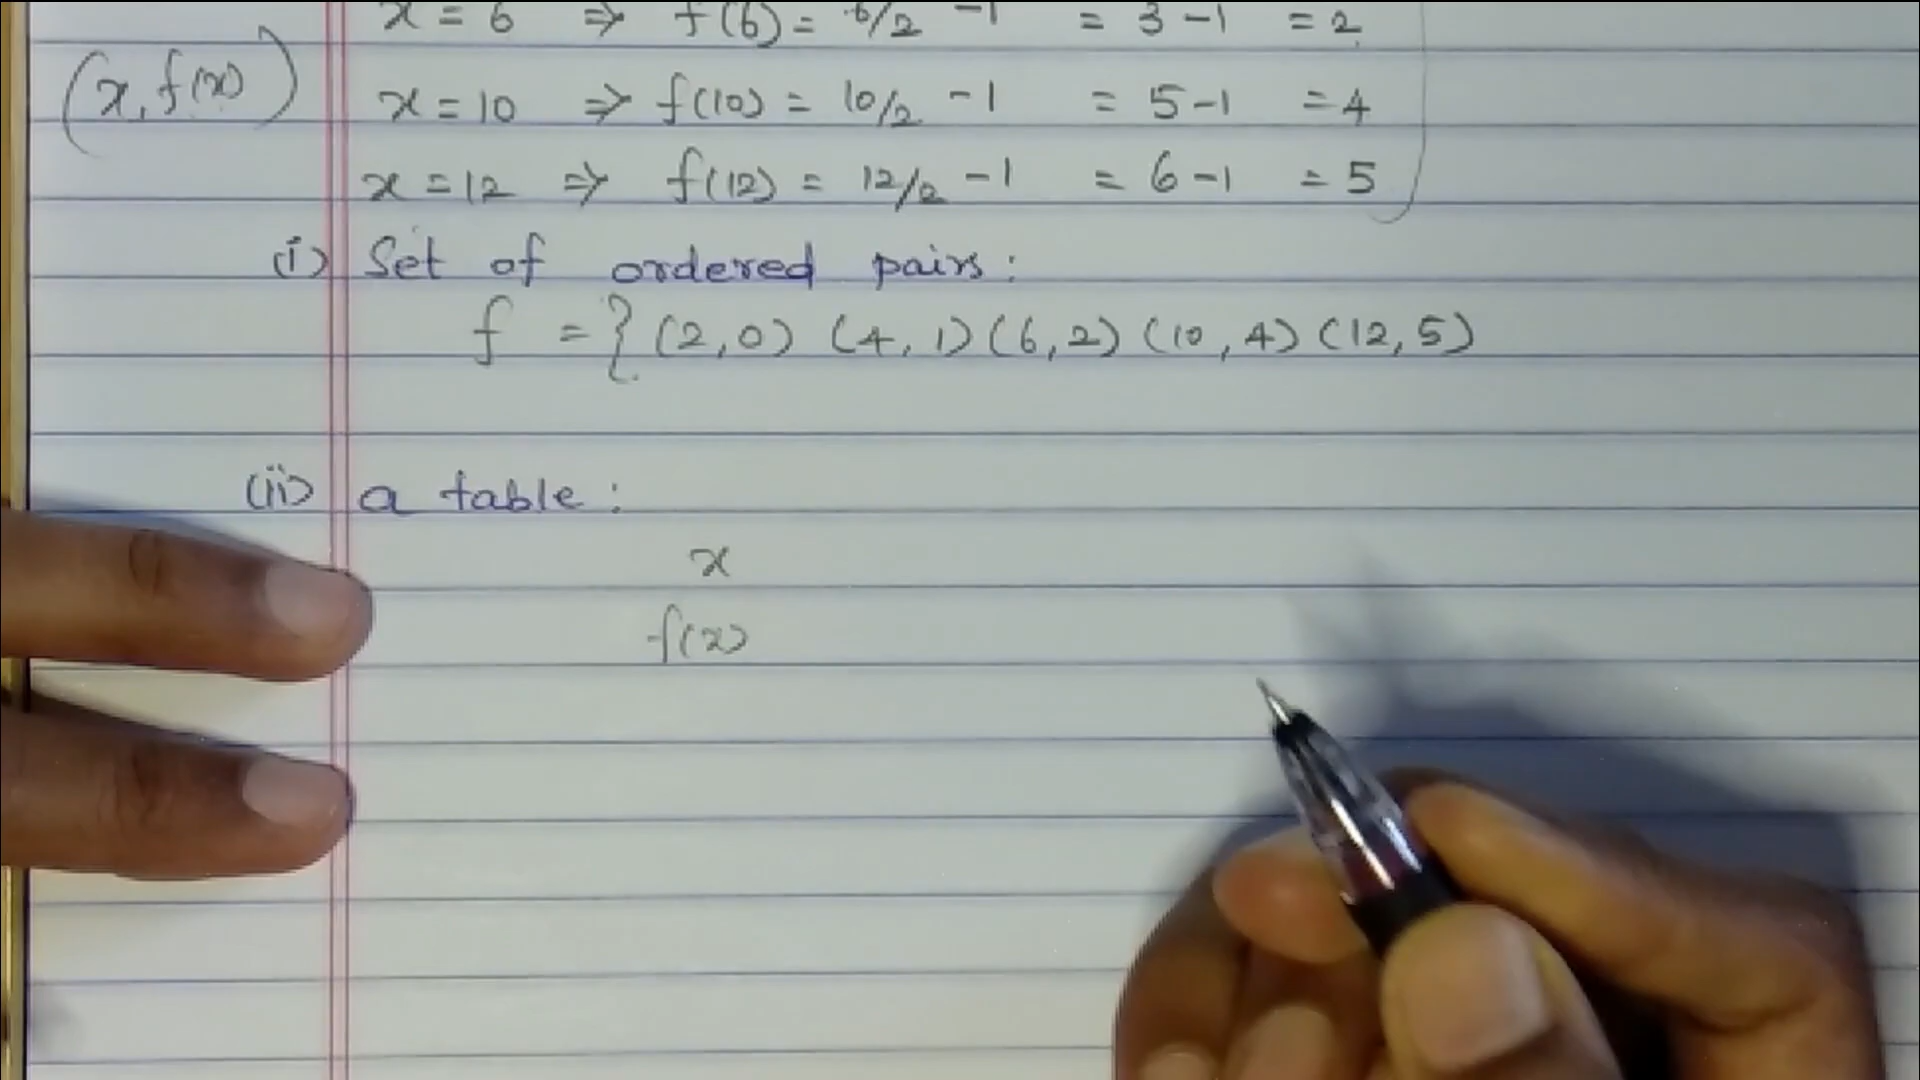 x = 6 ⇒ f(6) = 6/2 -1 = 3-1 = 2
(x, f(x))
x = 10 ⇒ f(10) = 10/2 -1 = 5-1 = 4
x = 12 ⇒ f(12) = 12/2 -1 = 6-1 = 5
(i) Set of ordered pairs:
f = { (2,0) (4,1) (6,2) (10,4) (12,5)
(ii) a table:
x
f(x)